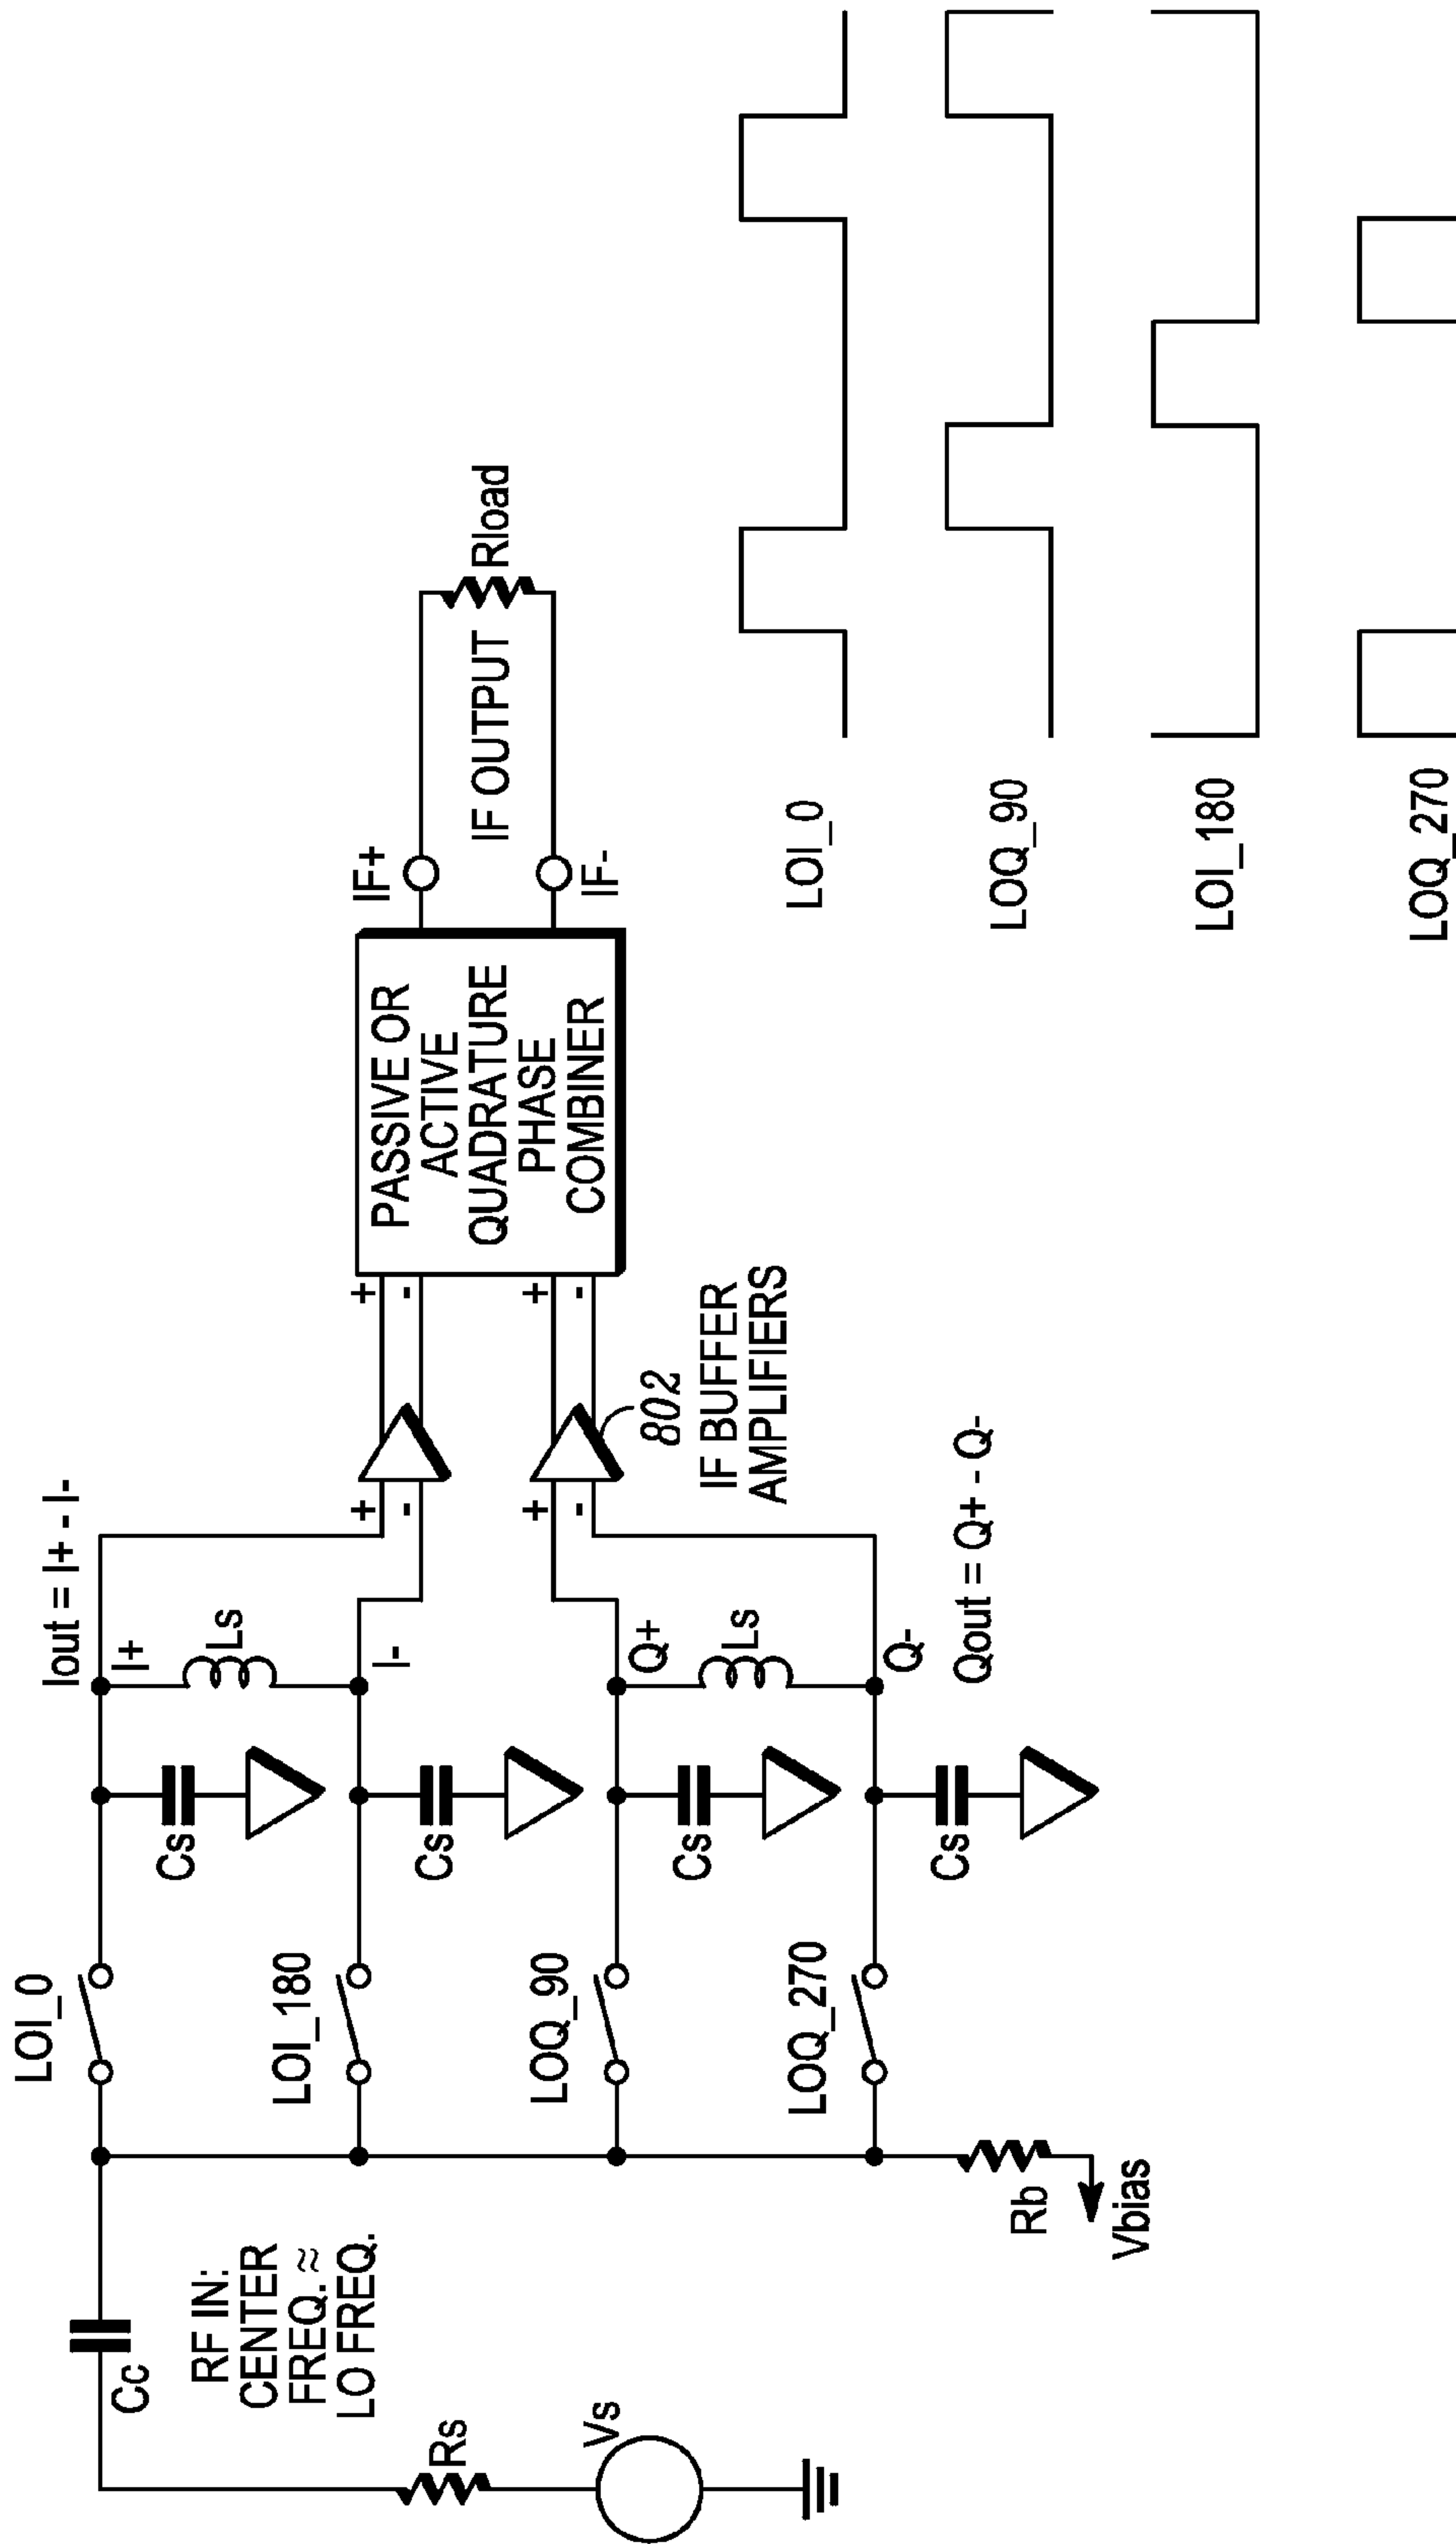 Vs
Rs
Cc
RF IN:
CENTER
FREQ. ≈
LO FREQ.
Rb
Vbias
LOI_0
LOI_180
LOQ_90
LOQ_270
Cs
Cs
Cs
Cs
Iout = I+ - I-
I+
Ls
I-
Q+
Ls
Q-
Qout = Q+ - Q-
+
-
+
-
802
IF BUFFER
AMPLIFIERS
+
-
+
-
PASSIVE OR
ACTIVE
QUADRATURE
PHASE
COMBINER
IF+
IF-
IF OUTPUT
Rload
LOI_0
LOQ_90
LOI_180
LOQ_270